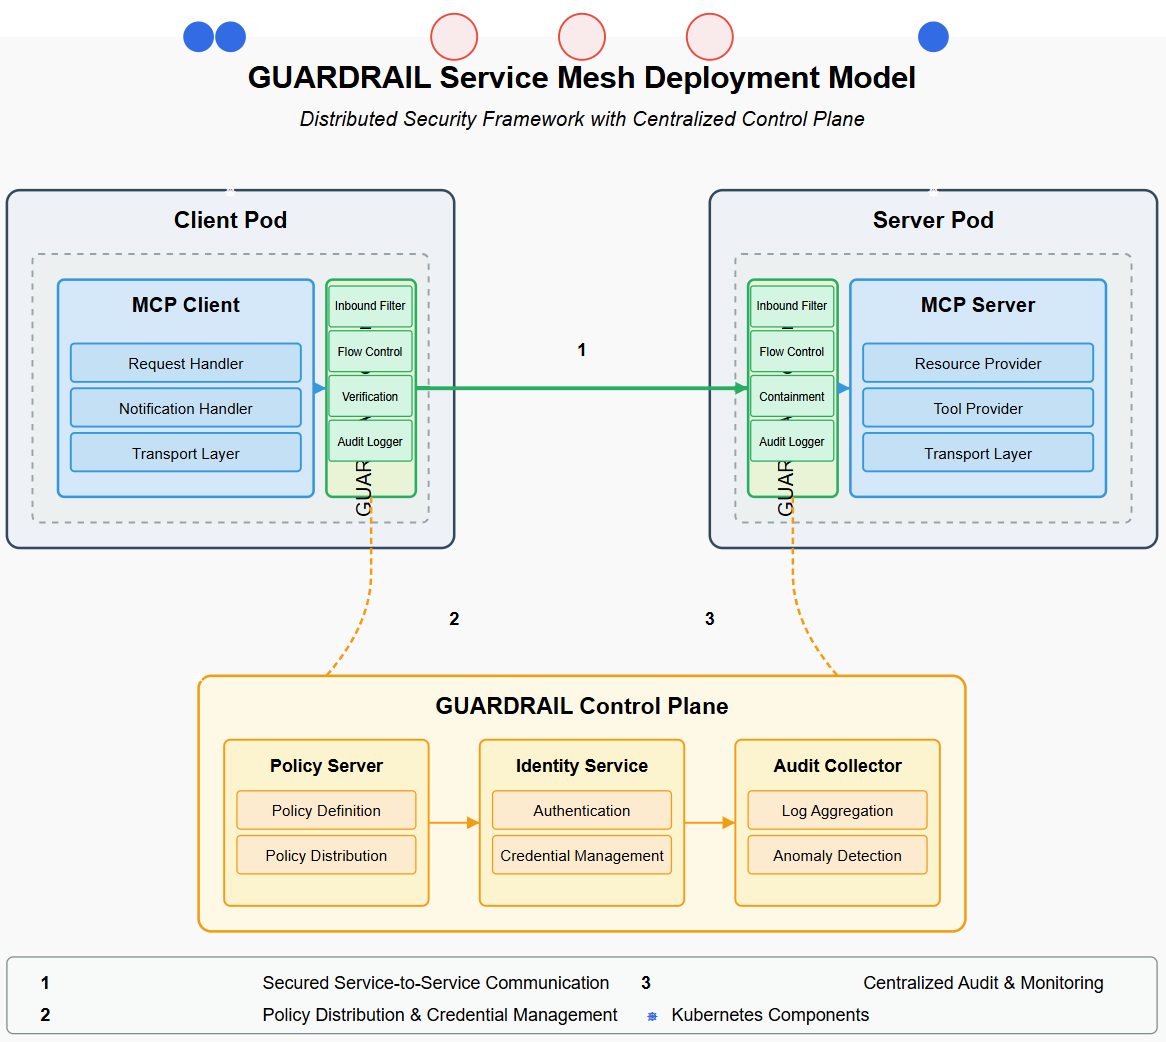 GUARDRAIL Service Mesh Deployment Model
Distributed Security Framework with Centralized Control Plane
Client Pod
MCP Client
Request Handler
Notification Handler
Transport Layer
Inbound Filter
Flow Control
Verification
Audit Logger
1
Server Pod
Inbound Filter
Flow Control
Containment
Audit Logger
MCP Server
Resource Provider
Tool Provider
Transport Layer
2
3
GUARDRAIL Control Plane
Policy Server
Policy Definition
Policy Distribution
Identity Service
Authentication
Credential Management
Audit Collector
Log Aggregation
Anomaly Detection
1 Secured Service-to-Service Communication 3 Centralized Audit & Monitoring
2 Policy Distribution & Credential Management ⎈ Kubernetes Components